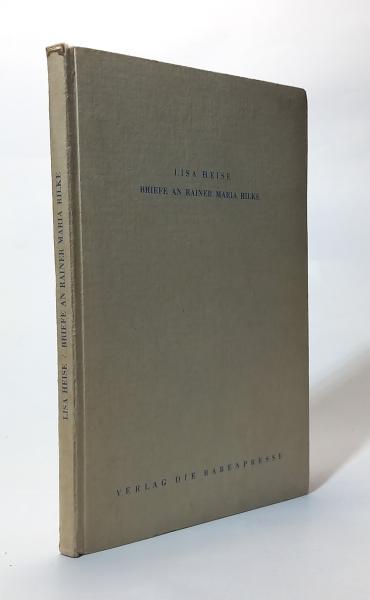 LISA HEISE
BRIEFE AN RAINER MARIA RILKE
VERLAG DIE RABENPRESSE
LISA HEISE / BRIEFE AN RAINER MARIA RILKE